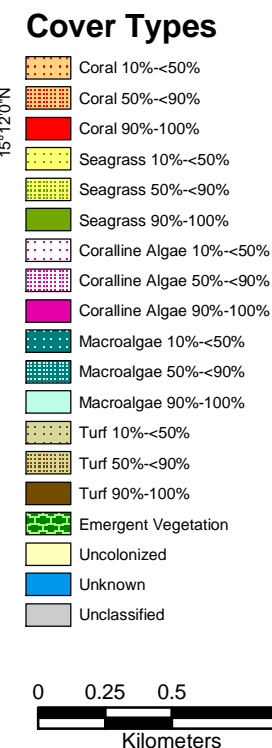 Cover Types
15°12'0"N
Coral 10%-<50%
Coral 50%-<90%
Coral 90%-100%
Seagrass 10%-<50%
Seagrass 50%-<90%
Seagrass 90%-100%
Coralline Algae 10%-<50%
Coralline Algae 50%-<90%
Coralline Algae 90%-100%
Macroalgae 10%-<50%
Macroalgae 50%-<90%
Macroalgae 90%-100%
Turf 10%-<50%
Turf 50%-<90%
Turf 90%-100%
Emergent Vegetation
Uncolonized
Unknown
Unclassified
0 0.25 0.5
Kilometers